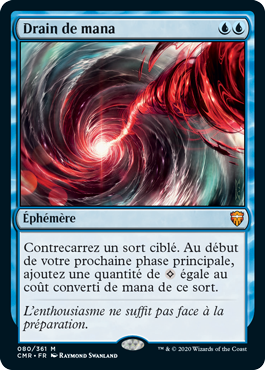 Drain de mana
Éphémère
Contrecarrez un sort ciblé. Au début
de votre prochaine phase principale,
ajoutez une quantité de égale au
coût converti de mana de ce sort.
L'enthousiasme ne suffit pas face à la
préparation.
080/361 M
CMR • FR Raymond Swanland
™ & © 2020 Wizards of the Coast